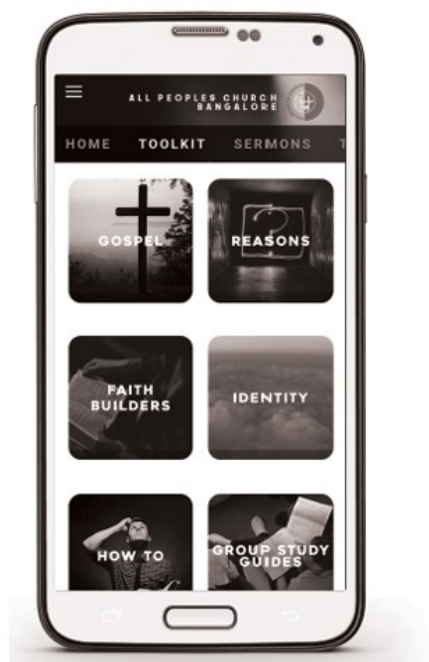 ALL PEOPLES CHURCH
BANGALORE
HOME TOOLKIT SERMONS T
GOSPEL
REASONS
FAITH
BUILDERS
IDENTITY
HOW TO
GROUP STUDY
GUIDES